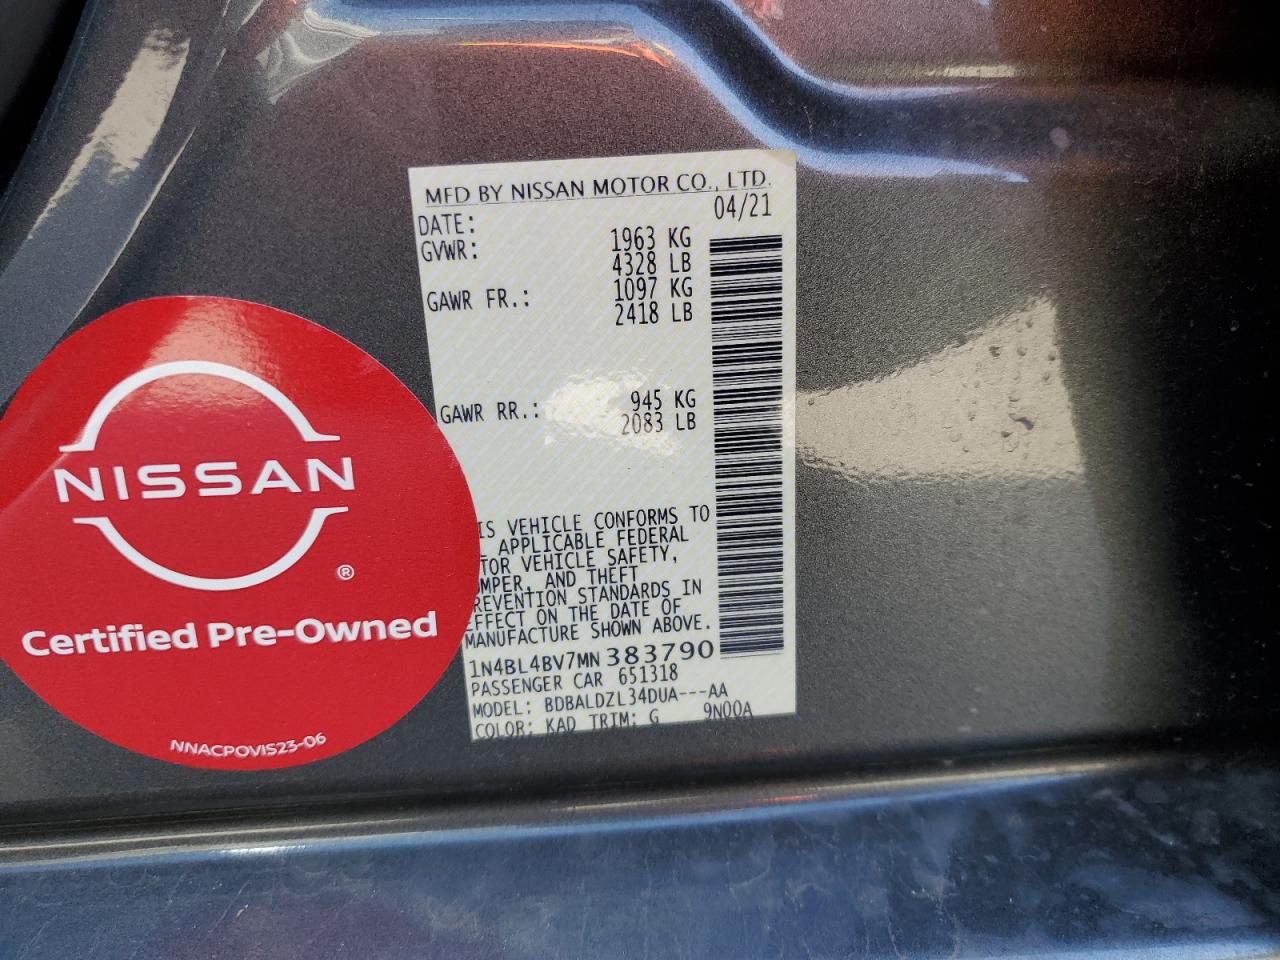 MFD BY NISSAN MOTOR CO., LTD.
DATE: 04/21
GVWR: 1963 KG
4328 LB
GAWR FR.: 1097 KG
2418 LB
GAWR RR.: 945 KG
2083 LB
IS VEHICLE CONFORMS TO
APPLICABLE FEDERAL
TOR VEHICLE SAFETY,
MPER, AND THEFT
REVENTION STANDARDS IN
EFFECT ON THE DATE OF
MANUFACTURE SHOWN ABOVE.
1N4BL4BV7MN383790
PASSENGER CAR 651318
MODEL: BDBALDZL34DUA---AA
COLOR: KAD TRIM: G 9N00A
NISSAN
®
Certified Pre-Owned
NNACPOVIS23-06